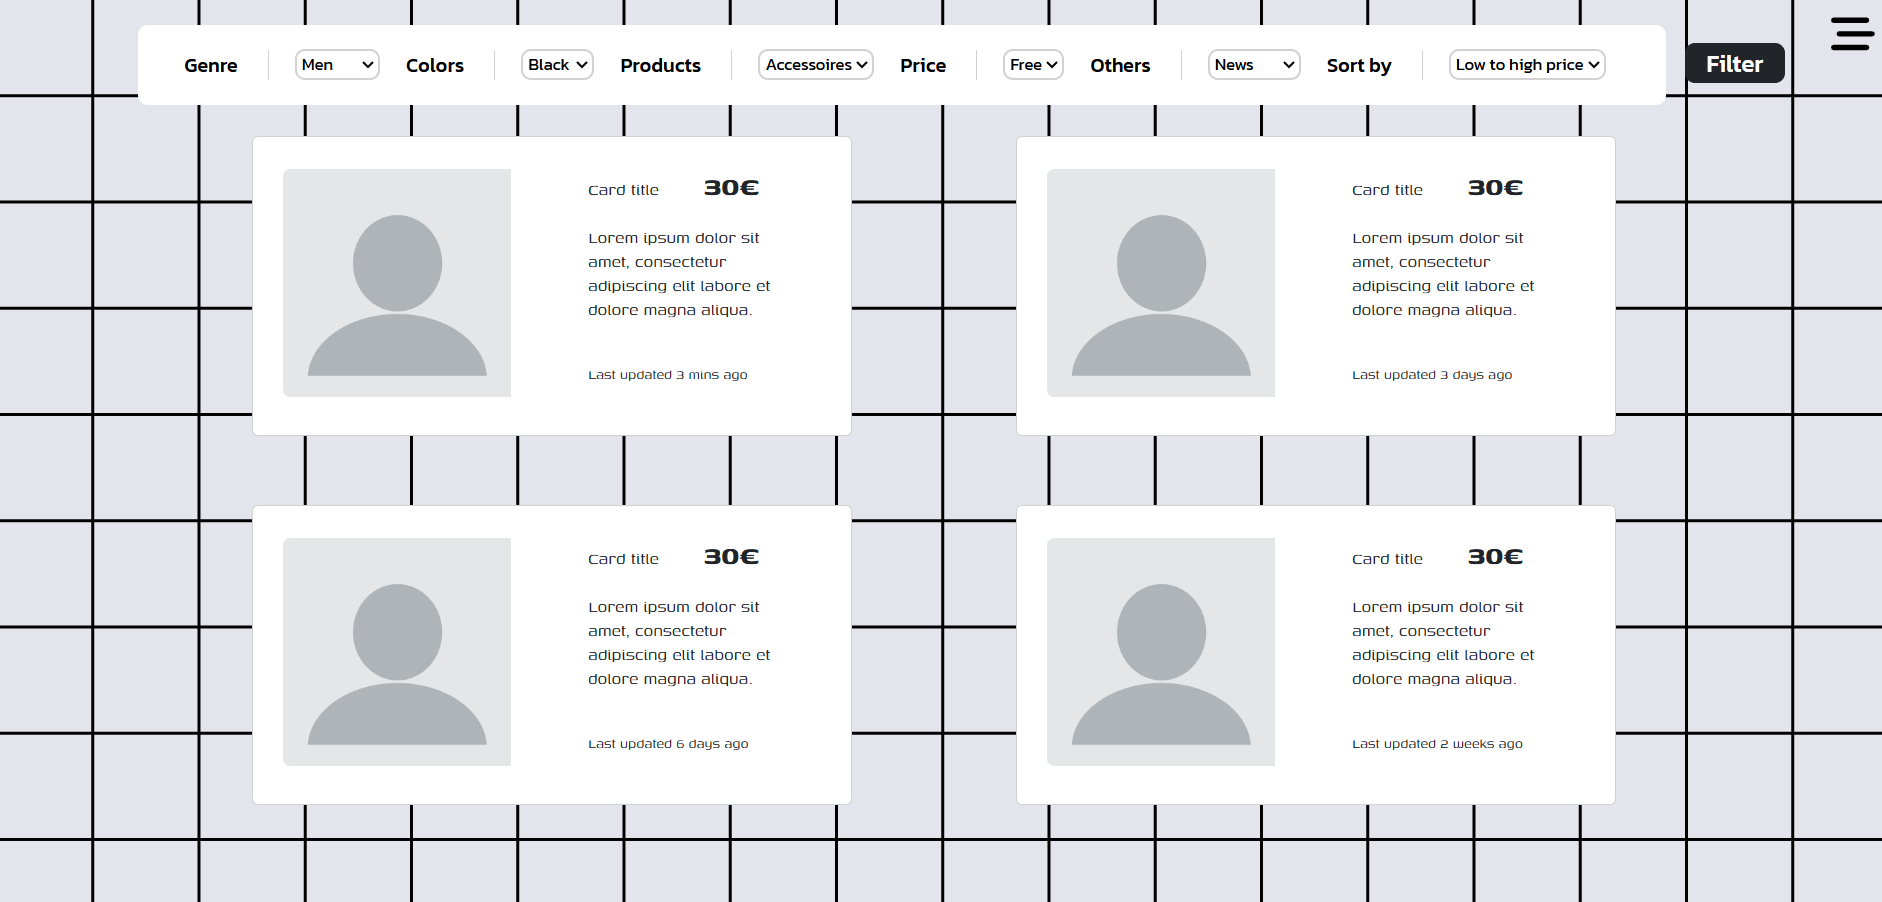 Genre Men Colors Black Products Accessoires Price Free Others News Sort by Low to high price Filter
Card title 30€
Lorem ipsum dolor sit
amet, consectetur
adipiscing elit labore et
dolore magna aliqua.
Last updated 3 mins ago
Card title 30€
Lorem ipsum dolor sit
amet, consectetur
adipiscing elit labore et
dolore magna aliqua.
Last updated 3 days ago
Card title 30€
Lorem ipsum dolor sit
amet, consectetur
adipiscing elit labore et
dolore magna aliqua.
Last updated 6 days ago
Card title 30€
Lorem ipsum dolor sit
amet, consectetur
adipiscing elit labore et
dolore magna aliqua.
Last updated 2 weeks ago